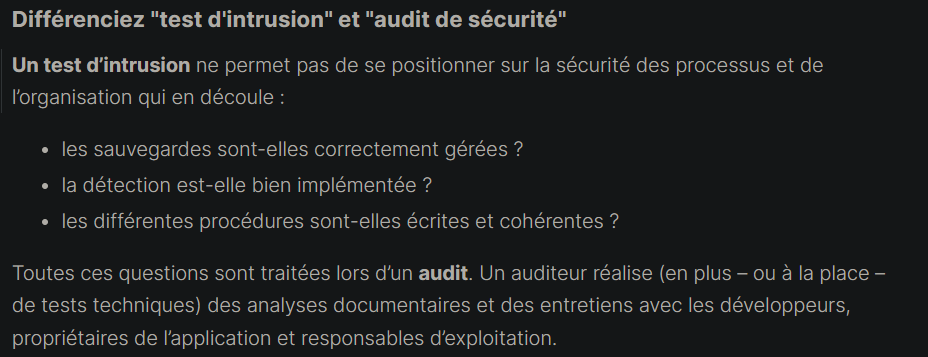 Différenciez "test d'intrusion" et "audit de sécurité"
Un test d’intrusion ne permet pas de se positionner sur la sécurité des processus et de
l’organisation qui en découle :
• les sauvegardes sont-elles correctement gérées ?
• la détection est-elle bien implémentée ?
• les différentes procédures sont-elles écrites et cohérentes ?
Toutes ces questions sont traitées lors d’un audit. Un auditeur réalise (en plus – ou à la place –
de tests techniques) des analyses documentaires et des entretiens avec les développeurs,
propriétaires de l’application et responsables d’exploitation.